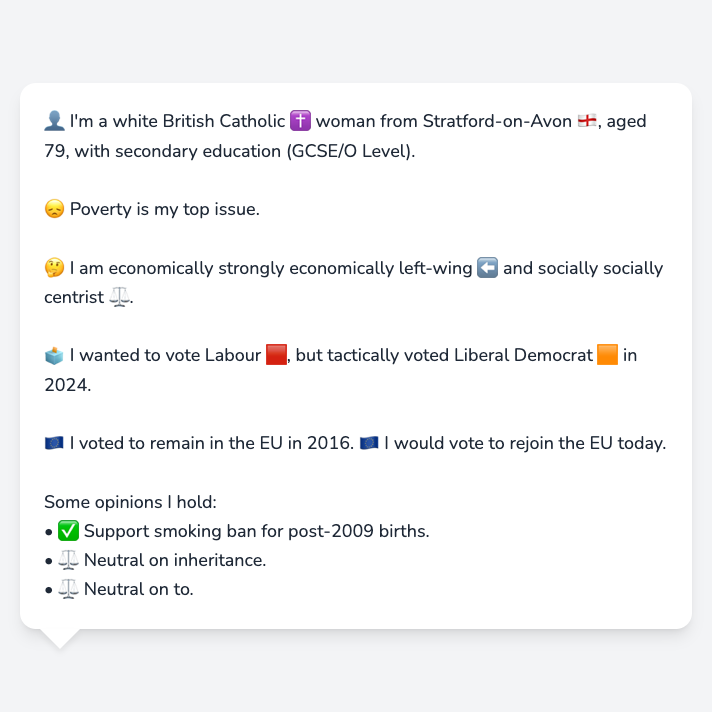 👤 I'm a white British Catholic ✝️ woman from Stratford-on-Avon 🏴󠁧󠁢󠁥󠁮󠁧󠁿, aged
79, with secondary education (GCSE/O Level).
😞 Poverty is my top issue.
🤔 I am economically strongly economically left-wing ⬅️ and socially socially
centrist ⚖️.
🗳️ I wanted to vote Labour 🟥, but tactically voted Liberal Democrat 🟧 in
2024.
🇪🇺 I voted to remain in the EU in 2016. 🇪🇺 I would vote to rejoin the EU today.
Some opinions I hold:
• ✅ Support smoking ban for post-2009 births.
• ⚖️ Neutral on inheritance.
• ⚖️ Neutral on to.